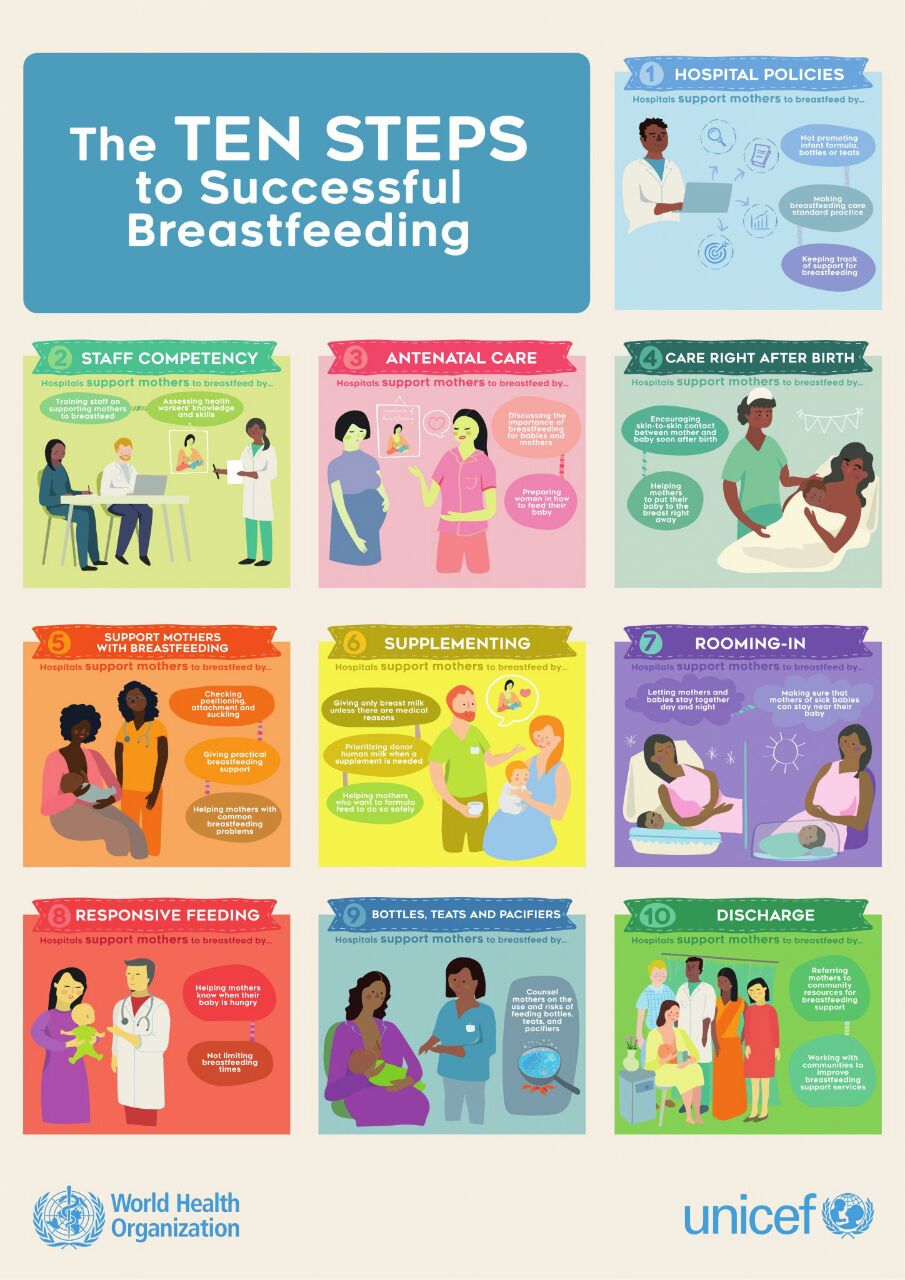 The TEN STEPS
to Successful
Breastfeeding
1 HOSPITAL POLICIES
Hospitals support mothers to breastfeed by...
Not promoting
infant formula,
bottles or teats
Making
breastfeeding care
standard practice
Keeping track
of support for
breastfeeding
2 STAFF COMPETENCY
Hospitals support mothers to breastfeed by...
Training staff on
supporting mothers
to breastfeed
Assessing health
workers' knowledge
and skills
3 ANTENATAL CARE
Hospitals support mothers to breastfeed by...
Discussing the
importance of
breastfeeding
for babies and
mothers
Preparing
women in how
to feed their
baby
4 CARE RIGHT AFTER BIRTH
Hospitals support mothers to breastfeed by...
Encouraging
skin-to-skin contact
between mother and
baby soon after birth
Helping
mothers
to put their
baby to the
breast right
away
5 SUPPORT MOTHERS
WITH BREASTFEEDING
Hospitals support mothers to breastfeed by...
Checking
positioning,
attachment and
suckling
Giving practical
breastfeeding
support
Helping mothers with
common
breastfeeding
problems
6 SUPPLEMENTING
Hospitals support mothers to breastfeed by...
Giving only breast milk
unless there are medical
reasons
Prioritizing donor
human milk when a
supplement is needed
Helping mothers
who want to formula
feed to do so safely
7 ROOMING-IN
Hospitals support mothers to breastfeed by...
Letting mothers and
babies stay together
day and night
Making sure that
mothers of sick babies
can stay near their
baby
8 RESPONSIVE FEEDING
Hospitals support mothers to breastfeed by...
Helping mothers
know when their
baby is hungry
Not limiting
breastfeeding
times
9 BOTTLES, TEATS AND PACIFIERS
Hospitals support mothers to breastfeed by...
Counsel
mothers on the
use and risks of
feeding bottles,
teats, and
pacifiers
10 DISCHARGE
Hospitals support mothers to breastfeed by...
Referring
mothers to
community
resources for
breastfeeding
support
Working with
communities to
improve
breastfeeding
support services
World Health
Organization
unicef